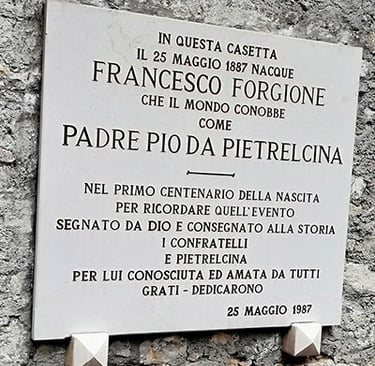 IN QUESTA CASETTA
IL 25 MAGGIO 1887 NACQUE
FRANCESCO FORGIONE
CHE IL MONDO CONOBBE
COME
PADRE PIO DA PIETRELCINA
NEL PRIMO CENTENARIO DELLA NASCITA
PER RICORDARE QUELL'EVENTO
SEGNATO DA DIO E CONSEGNATO ALLA STORIA
I CONFRATELLI
E PIETRELCINA
PER LUI CONOSCIUTA ED AMATA DA TUTTI
GRATI - DEDICARONO
25 MAGGIO 1987